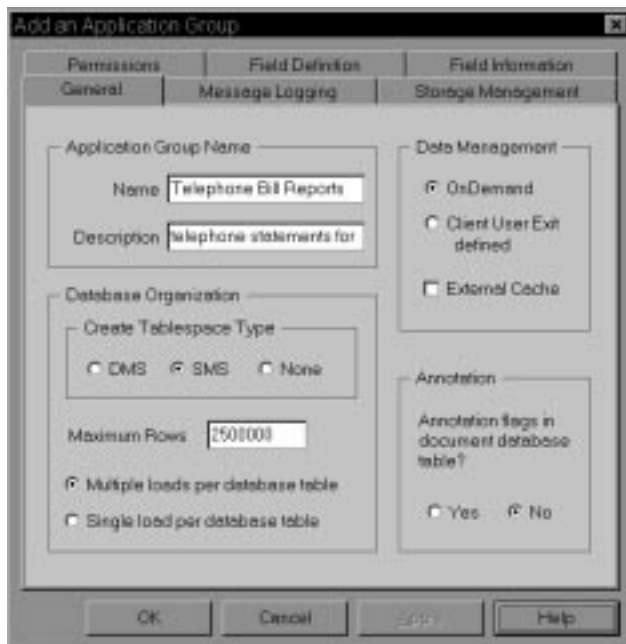 Add an Application Group
Permissions
Field Definition
Field Information
General
Message Logging
Storage Management
Application Group Name
Name
Telephone Bill Reports
Description
telephone statements for
Database Organization
Create Tablespace Type
DMS
SMS
None
Maximum Rows
2500000
Multiple loads per database table
Single load per database table
Data Management
OnDemand
Client User Exit
defined
External Cache
Annotation
Annotation flags in
document database
table?
Yes
No
OK
Cancel
Apply
Help